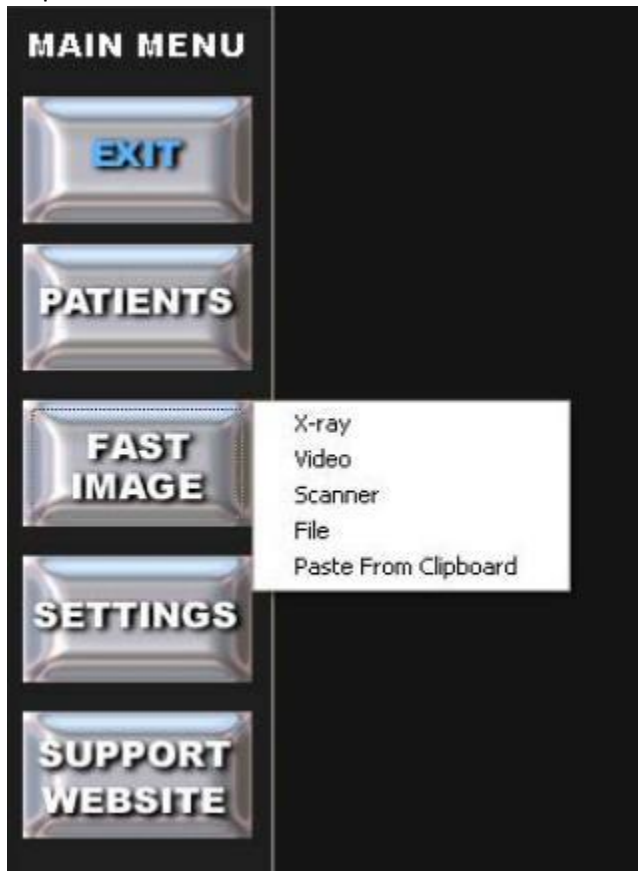 MAIN MENU
EXIT
PATIENTS
FAST
IMAGE
X-ray
Video
Scanner
File
Paste From Clipboard
SETTINGS
SUPPORT
WEBSITE